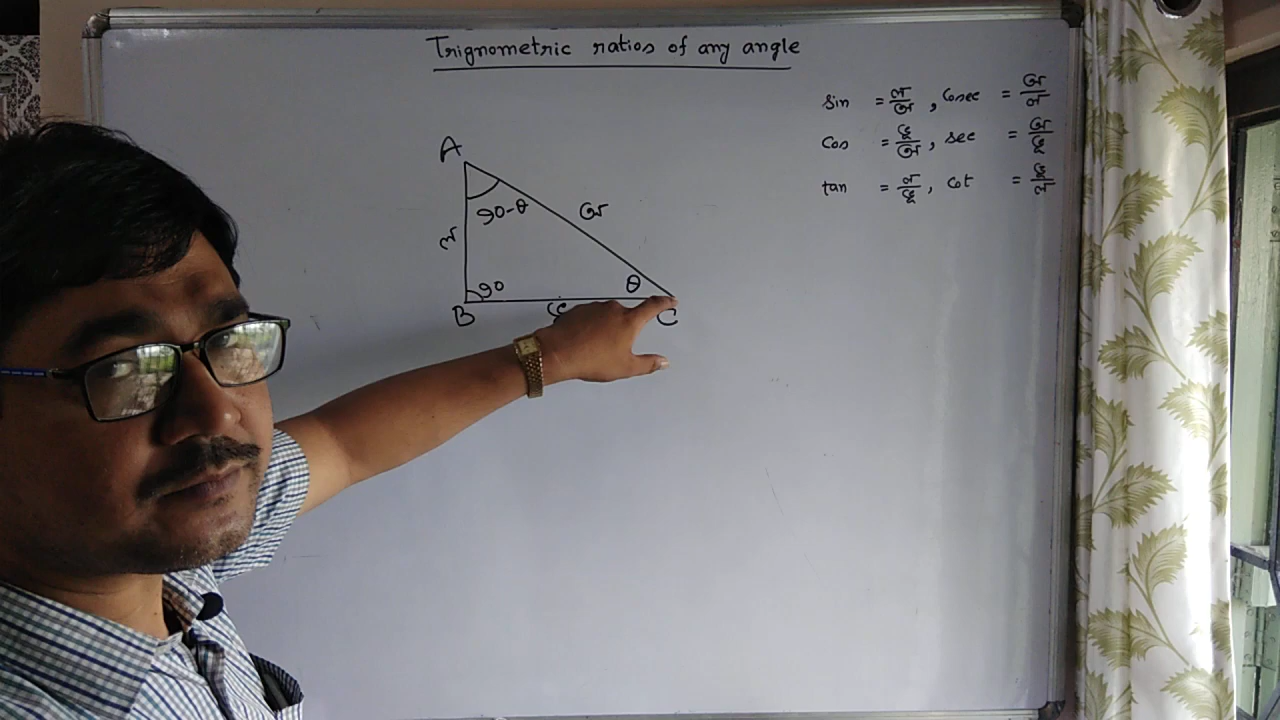 Trignometric ratios of any angle
sin = ল/অ , cosec = অ/ল
cos = ভূ/অ , sec = অ/ভূ
tan = ল/ভূ , cot = ভূ/ল
A
90-θ
অ
ল
90
θ
B
ভূ
C